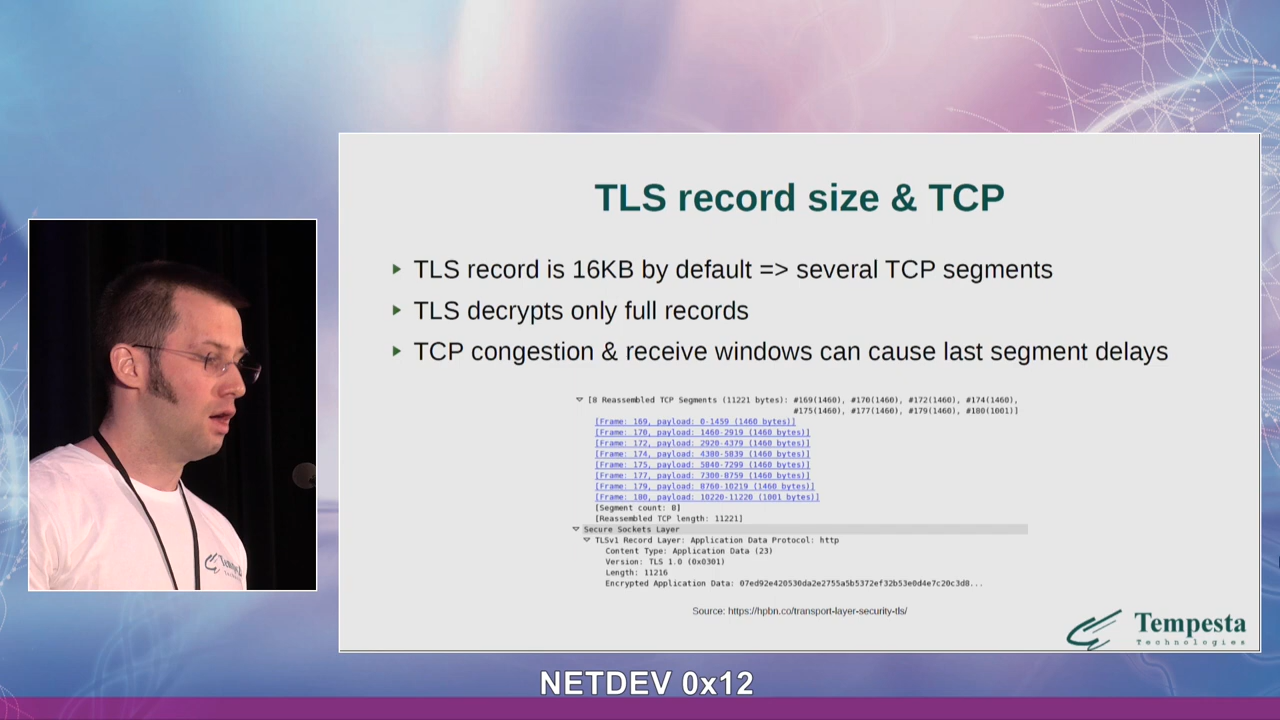 TLS record size & TCP
TLS record is 16KB by default => several TCP segments
TLS decrypts only full records
TCP congestion & receive windows can cause last segment delays
[8 Reassembled TCP Segments (11221 bytes): #169(1460), #170(1460), #172(1460), #174(1460),
#175(1460), #177(1460), #179(1460), #180(1001)]
[Frame: 169, payload: 0-1459 (1460 bytes)]
[Frame: 170, payload: 1460-2919 (1460 bytes)]
[Frame: 172, payload: 2920-4379 (1460 bytes)]
[Frame: 174, payload: 4380-5839 (1460 bytes)]
[Frame: 175, payload: 5840-7299 (1460 bytes)]
[Frame: 177, payload: 7300-8759 (1460 bytes)]
[Frame: 179, payload: 8760-10219 (1460 bytes)]
[Frame: 180, payload: 10220-11220 (1001 bytes)]
[Segment count: 8]
[Reassembled TCP length: 11221]
Secure Sockets Layer
TLSv1 Record Layer: Application Data Protocol: http
Content Type: Application Data (23)
Version: TLS 1.0 (0x0301)
Length: 11216
Encrypted Application Data: 07ed92e420530da2e2755a5b5372ef32b53e0d4e7c20c3d8...
Source: https://hpbn.co/transport-layer-security-tls/
Tempesta
Technologies
Tempesta
NETDEV 0x12